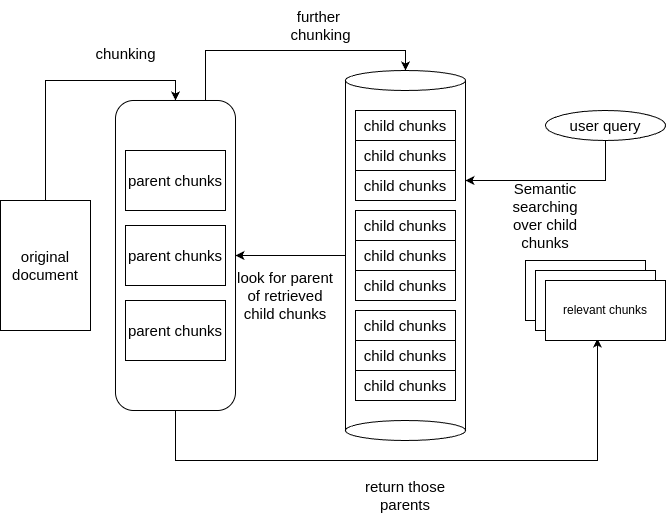 further
chunking
chunking
child chunks
child chunks
child chunks
user query
parent chunks
Semantic
searching
over child
chunks
child chunks
child chunks
child chunks
original
document
parent chunks
look for parent
of retrieved
child chunks
relevant chunks
child chunks
child chunks
child chunks
parent chunks
return those
parents